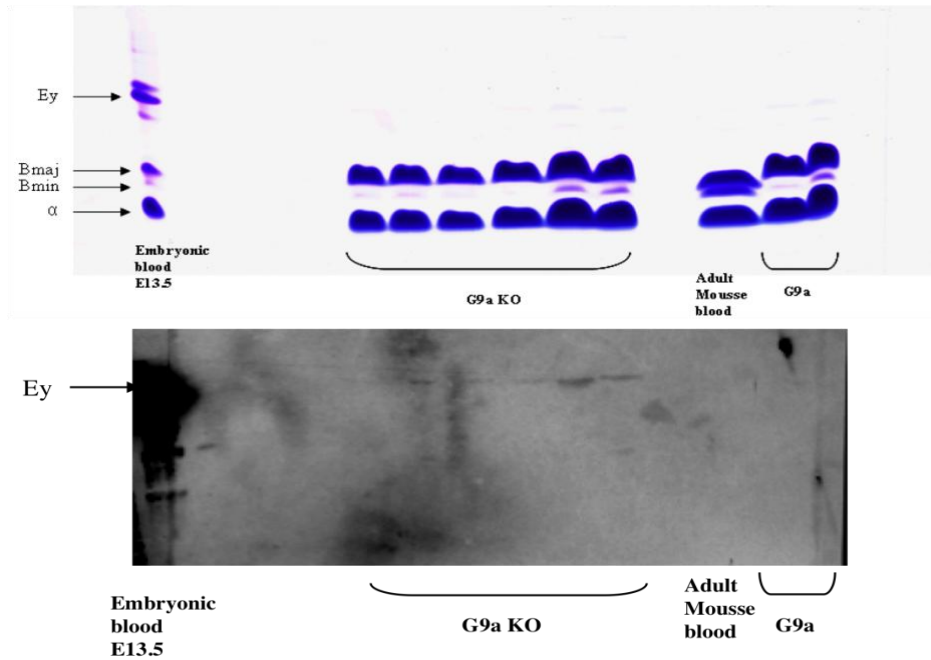 Ey
Bmaj
Bmin
α
Embryonic
blood
E13.5
G9a KO
Adult
Mousse
blood
G9a
Ey
Embryonic
blood
E13.5
G9a KO
Adult
Mousse
blood
G9a